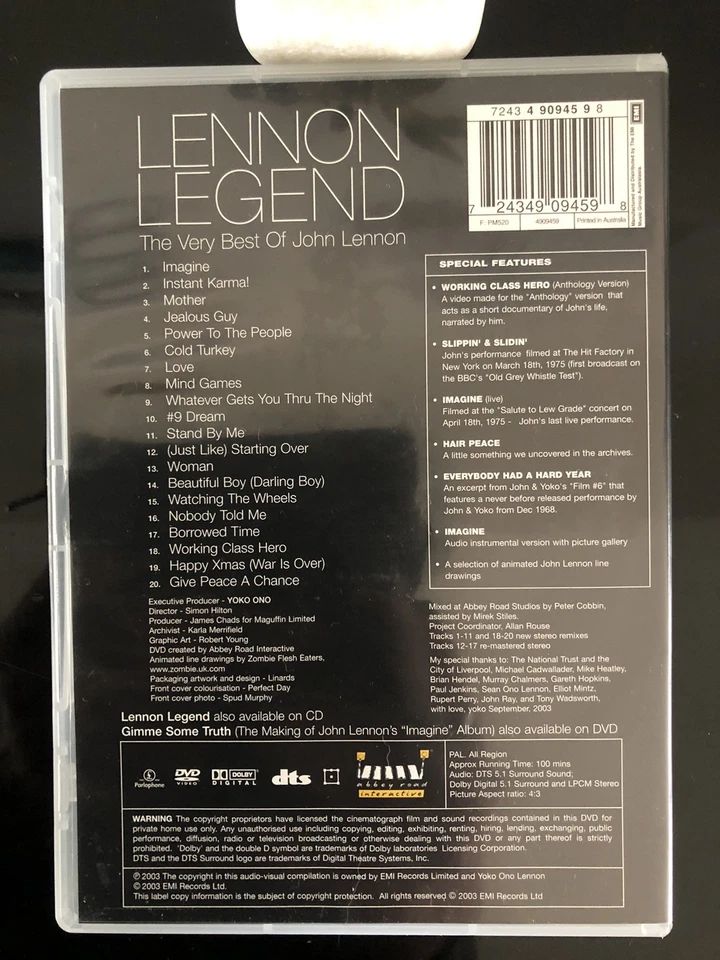 LENNON
LEGEND
The Very Best Of John Lennon
7243 4 90945 9 8
7 24349 09459 8
F: PM520 4909459 Printed in Australia
EMI
Manufactured and Distributed by The EMI
Music Group Australasia.
1. Imagine
2. Instant Karma!
3. Mother
4. Jealous Guy
5. Power To The People
6. Cold Turkey
7. Love
8. Mind Games
9. Whatever Gets You Thru The Night
10. #9 Dream
11. Stand By Me
12. (Just Like) Starting Over
13. Woman
14. Beautiful Boy (Darling Boy)
15. Watching The Wheels
16. Nobody Told Me
17. Borrowed Time
18. Working Class Hero
19. Happy Xmas (War Is Over)
20. Give Peace A Chance
SPECIAL FEATURES
• WORKING CLASS HERO (Anthology Version)
A video made for the "Anthology" version that
acts as a short documentary of John's life,
narrated by him.
• SLIPPIN' & SLIDIN'
John's performance filmed at The Hit Factory in
New York on March 18th, 1975 (first broadcast on
the BBC's "Old Grey Whistle Test").
• IMAGINE (live)
Filmed at the "Salute to Lew Grade" concert on
April 18th, 1975 - John's last live performance.
• HAIR PEACE
A little something we uncovered in the archives.
• EVERYBODY HAD A HARD YEAR
An excerpt from John & Yoko's "Film #6" that
features a never before released performance by
John & Yoko from Dec 1968.
• IMAGINE
Audio instrumental version with picture gallery
• A selection of animated John Lennon line
drawings
Executive Producer - YOKO ONO
Director - Simon Hilton
Producer - James Chads for Maguffin Limited
Archivist - Karla Merrifield
Graphic Art - Robert Young
DVD created by Abbey Road Interactive
Animated line drawings by Zombie Flesh Eaters,
www.zombie.uk.com
Packaging artwork and design - Linards
Front cover colourisation - Perfect Day
Front cover photo - Spud Murphy
Mixed at Abbey Road Studios by Peter Cobbin,
assisted by Mirek Stiles.
Project Coordinator, Allan Rouse
Tracks 1-11 and 18-20 new stereo remixes
Tracks 12-17 re-mastered stereo
My special thanks to: The National Trust and the
City of Liverpool, Michael Cadwallader, Mike Heatley,
Brian Hendel, Murray Chalmers, Gareth Hopkins,
Paul Jenkins, Sean Ono Lennon, Elliot Mintz,
Rupert Perry, John Ray, and Tony Wadsworth,
with love, yoko September, 2003
Lennon Legend also available on CD
Gimme Some Truth (The Making of John Lennon's "Imagine" Album) also available on DVD
Parlophone
DVD VIDEO
DOLBY DIGITAL
dts
abbey road
interactive
PAL. All Region
Approx Running Time: 100 mins
Audio: DTS 5.1 Surround Sound;
Dolby Digital 5.1 Surround and LPCM Stereo
Picture Aspect ratio: 4:3
WARNING The copyright proprietors have licensed the cinematograph film and sound recordings contained in this DVD for
private home use only. Any unauthorised use including copying, editing, exhibiting, renting, hiring, lending, exchanging, public
performance, diffusion, radio or television broadcasting or otherwise dealing with this DVD or any part thereof is strictly
prohibited. 'Dolby' and the double D symbol are trademarks of Dolby laboratories Licensing Corporation.
DTS and the DTS Surround logo are trademarks of Digital Theatre Systems, Inc.
℗ 2003 The copyright in this audio-visual compilation is owned by EMI Records Limited and Yoko Ono Lennon
© 2003 EMI Records Ltd.
This label copy information is the subject of copyright protection. All rights reserved © 2003 EMI Records Ltd